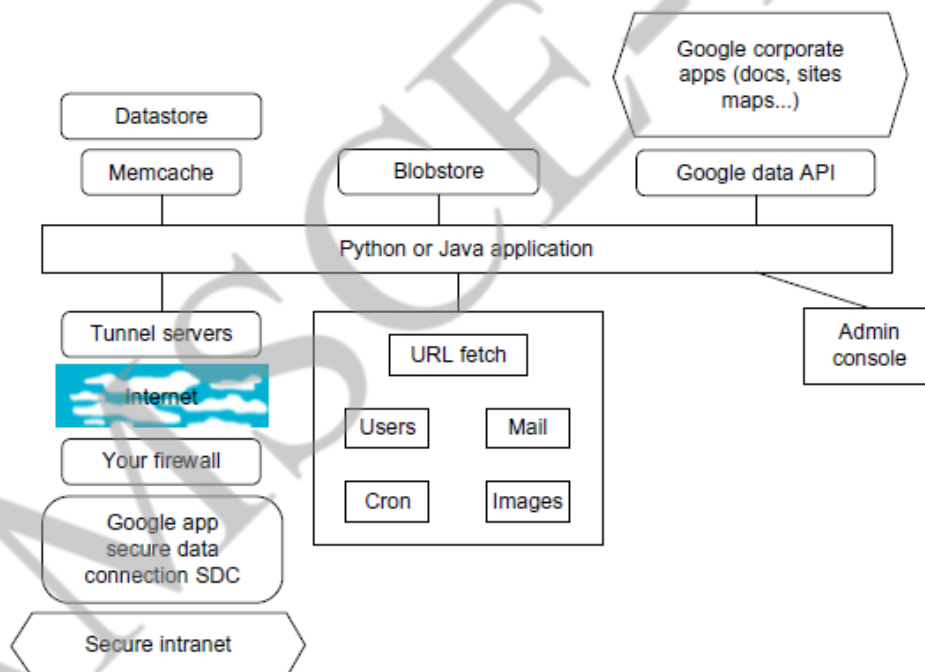 Google corporate
apps (docs, sites
maps...)
Datastore
Memcache
Blobstore
Google data API
Python or Java application
Tunnel servers
URL fetch
Admin
console
Internet
Users
Mail
Your firewall
Cron
Images
Google app
secure data
connection SDC
Secure intranet
MSCE-